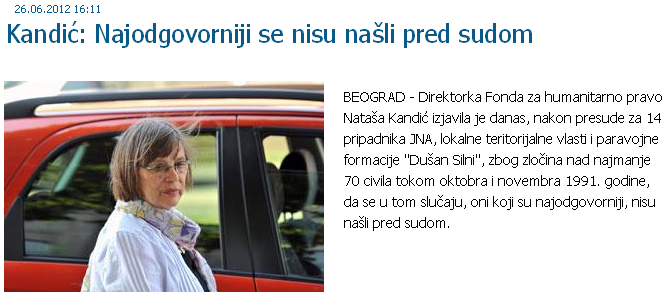 26.06.2012 16:11
Kandić: Najodgovorniji se nisu našli pred sudom
BEOGRAD - Direktorka Fonda za humanitarno pravo
Nataša Kandić izjavila je danas, nakon presude za 14
pripadnika JNA, lokalne teritorijalne vlasti i paravojne
formacije "Dušan Silni", zbog zločina nad najmanje
70 civila tokom oktobra i novembra 1991. godine,
da se u tom slučaju, oni koji su najodgovorniji, nisu
našli pred sudom.